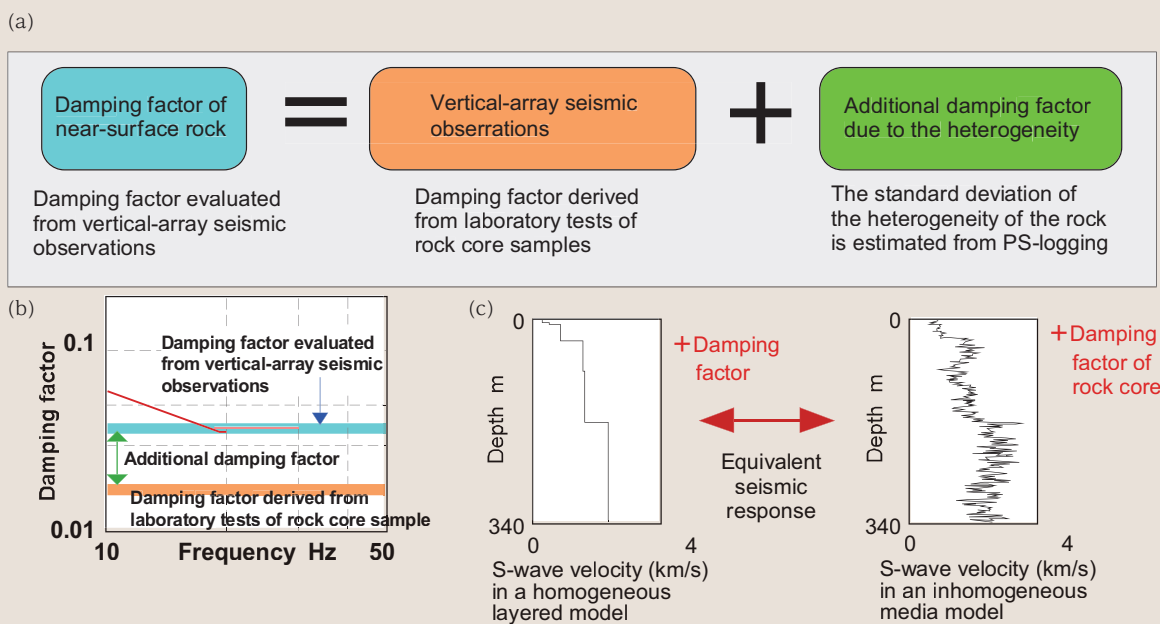 (a)
Damping factor of
near-surface rock
=
Vertical-array seismic
obserrations
+
Additional damping factor
due to the heterogeneity
Damping factor evaluated
from vertical-array seismic
observations
Damping factor derived
from laboratory tests of
rock core samples
The standard deviation of
the heterogeneity of the rock
is estimated from PS-logging
(b)
Damping factor
0.1
0.01
Damping factor evaluated
from vertical-array seismic
observations
Additional damping factor
Damping factor derived from
laboratory tests of rock core sample
10
Frequency Hz
50
(c)
0
Depth m
340
0
4
S-wave velocity (km/s)
in a homogeneous
layered model
+Damping
factor
Equivalent
seismic
response
0
Depth m
340
0
4
S-wave velocity (km/s)
in an inhomogeneous
media model
+Damping
factor of
rock core